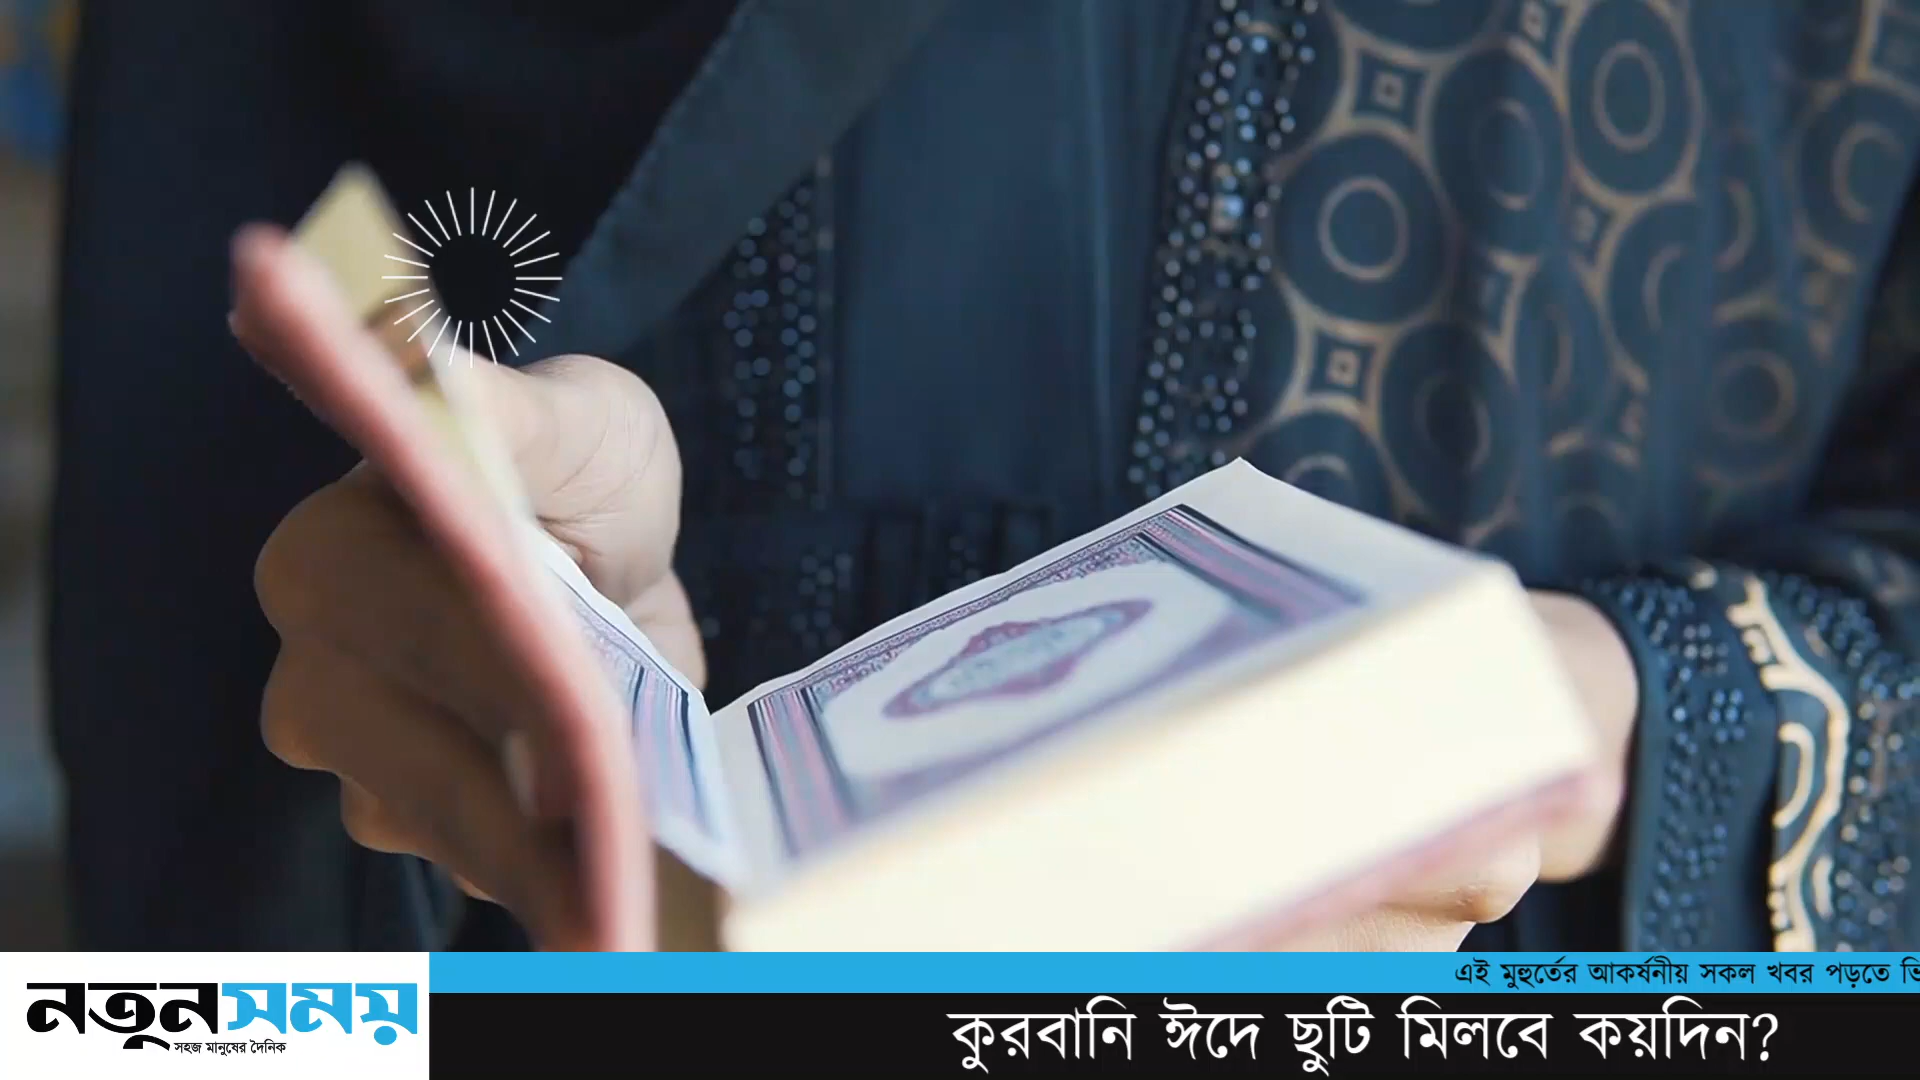 এই মুহুর্তের আকর্ষনীয় সকল খবর পড়তে
নতুনসময়
সহজ মানুষের দৈনিক
কুরবানি ঈদে ছুটি মিলবে কয়দিন?